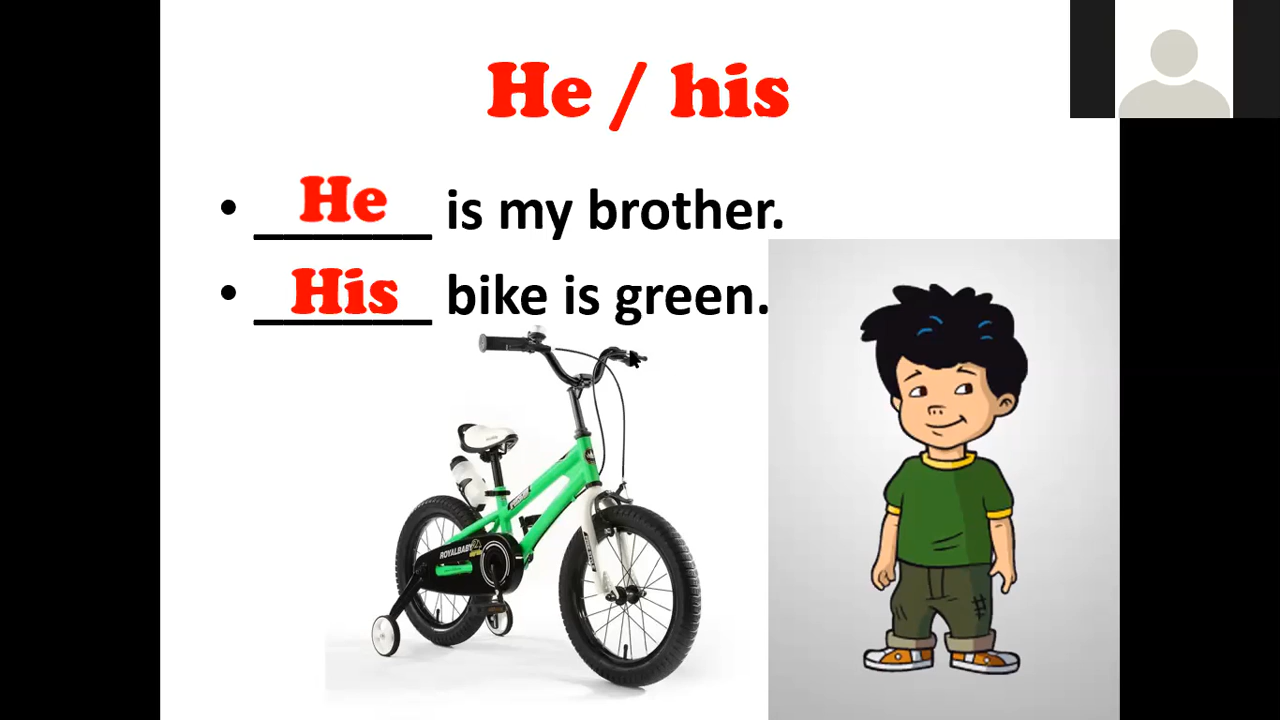 He / his
• He is my brother.
• His bike is green.
ROYALBABY